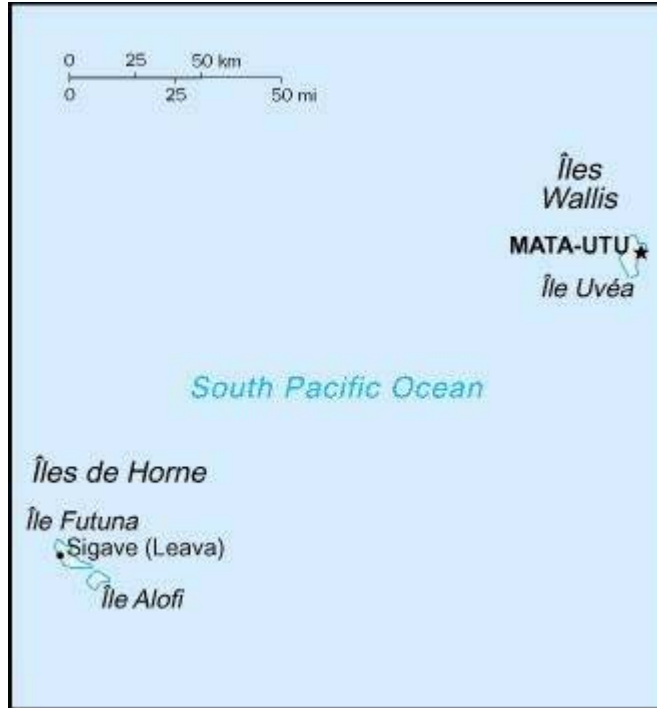 0 25 50 km
0 25 50 mi
Îles
Wallis
MATA-UTU
Île Uvéa
South Pacific Ocean
Îles de Horne
Île Futuna
Sigave (Leava)
Île Alofi